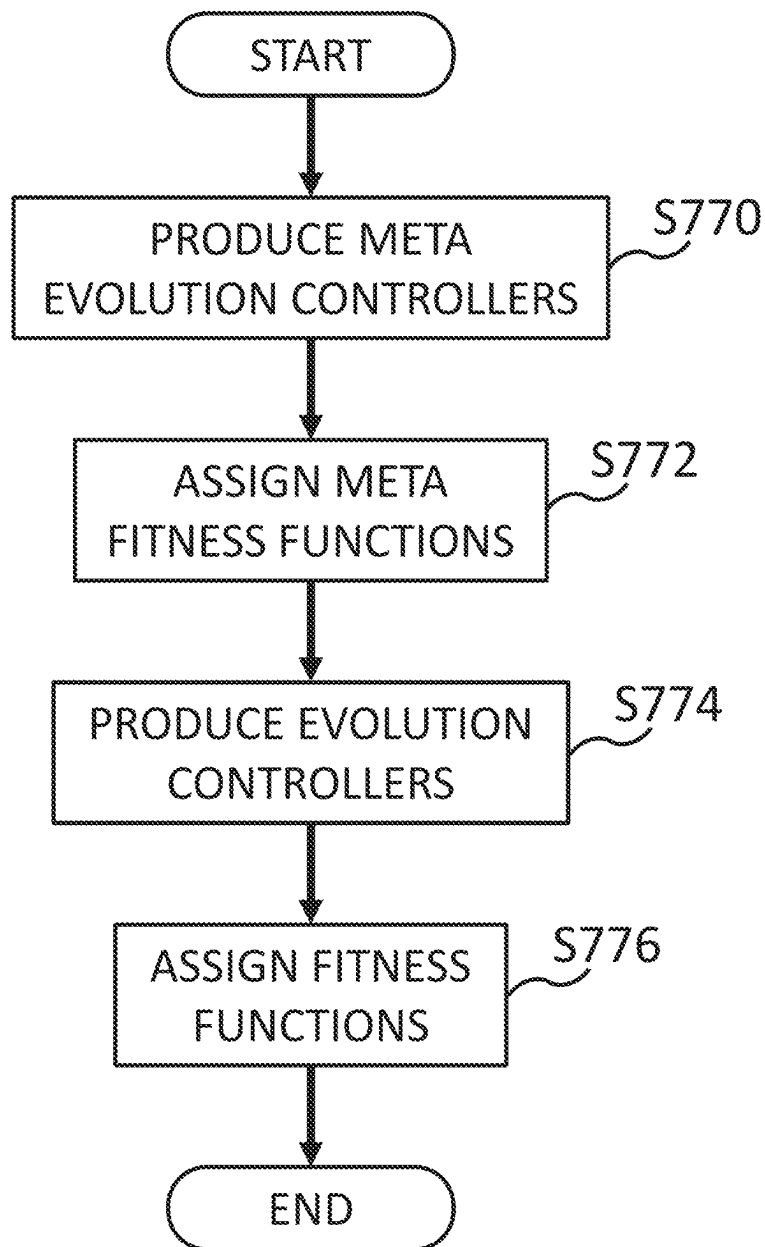 START
PRODUCE META
EVOLUTION CONTROLLERS
S770
ASSIGN META
FITNESS FUNCTIONS
S772
PRODUCE EVOLUTION
CONTROLLERS
S774
ASSIGN FITNESS
FUNCTIONS
S776
END